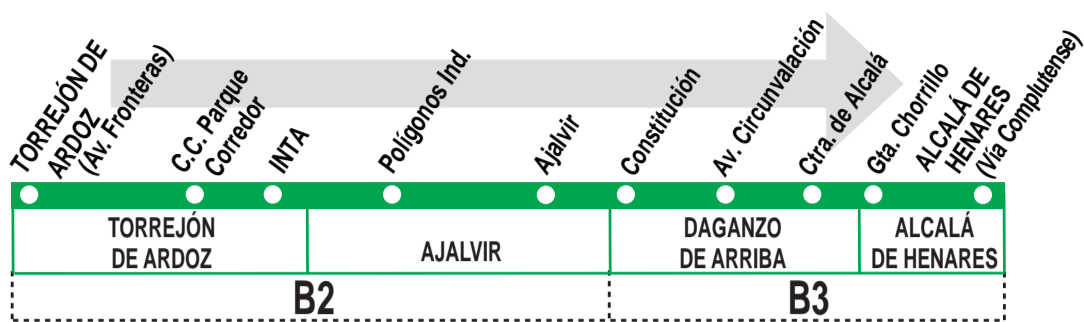 TORREJÓN DE
ARDOZ
(Av. Fronteras)
C.C. Parque
Corredor
INTA
Polígonos Ind.
Ajalvir
Constitución
Av. Circunvalación
Ctra. de Alcalá
Gta. Chorrillo
ALCALÁ DE
HENARES
(Vía Complutense)
TORREJÓN
DE ARDOZ
AJALVIR
DAGANZO
DE ARRIBA
ALCALÁ
DE HENARES
B2
B3